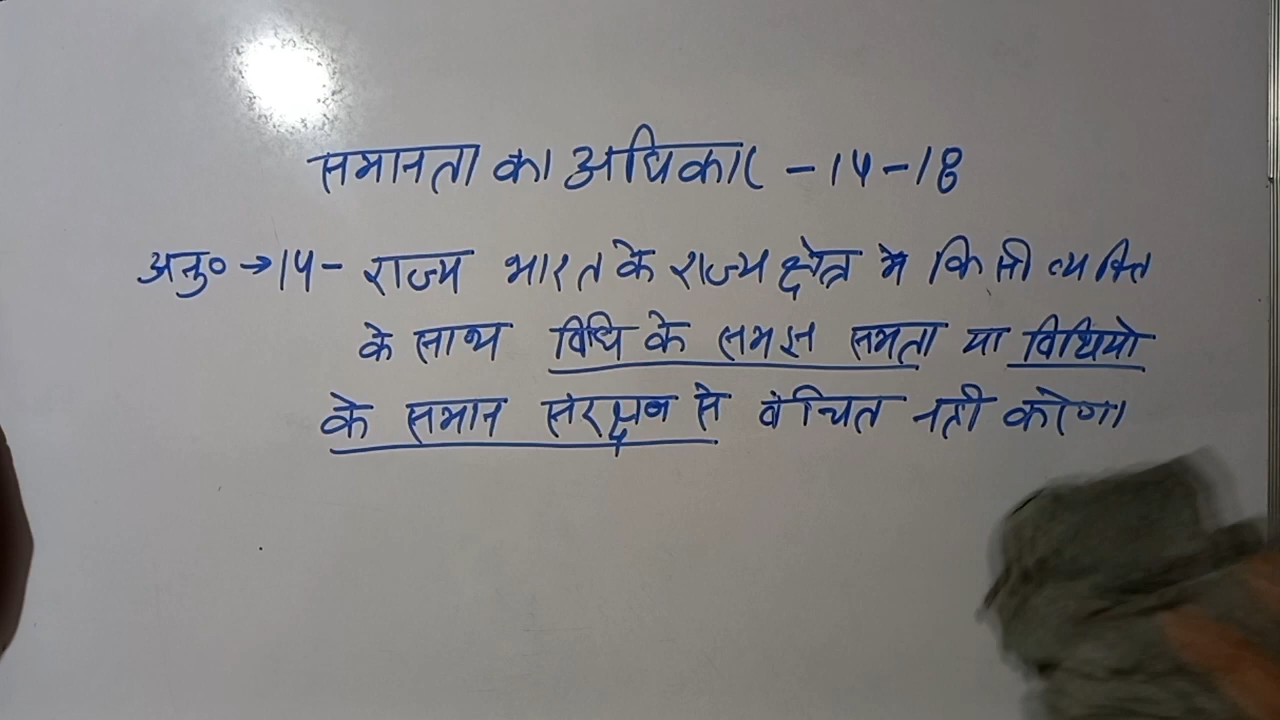 समानता का अधिकार - 14-18
अनु० → 14 - राज्य भारत के राज्य क्षेत्र मे किसी व्यक्ति
के साथ विधि के समक्ष समता या विधियो
के समान संरक्षण से वंचित नही करेगा